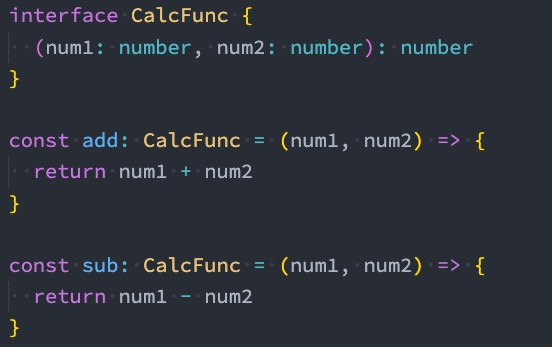 interface CalcFunc {
  (num1: number, num2: number): number
}
const add: CalcFunc = (num1, num2) => {
  return num1 + num2
}
const sub: CalcFunc = (num1, num2) => {
  return num1 - num2
}